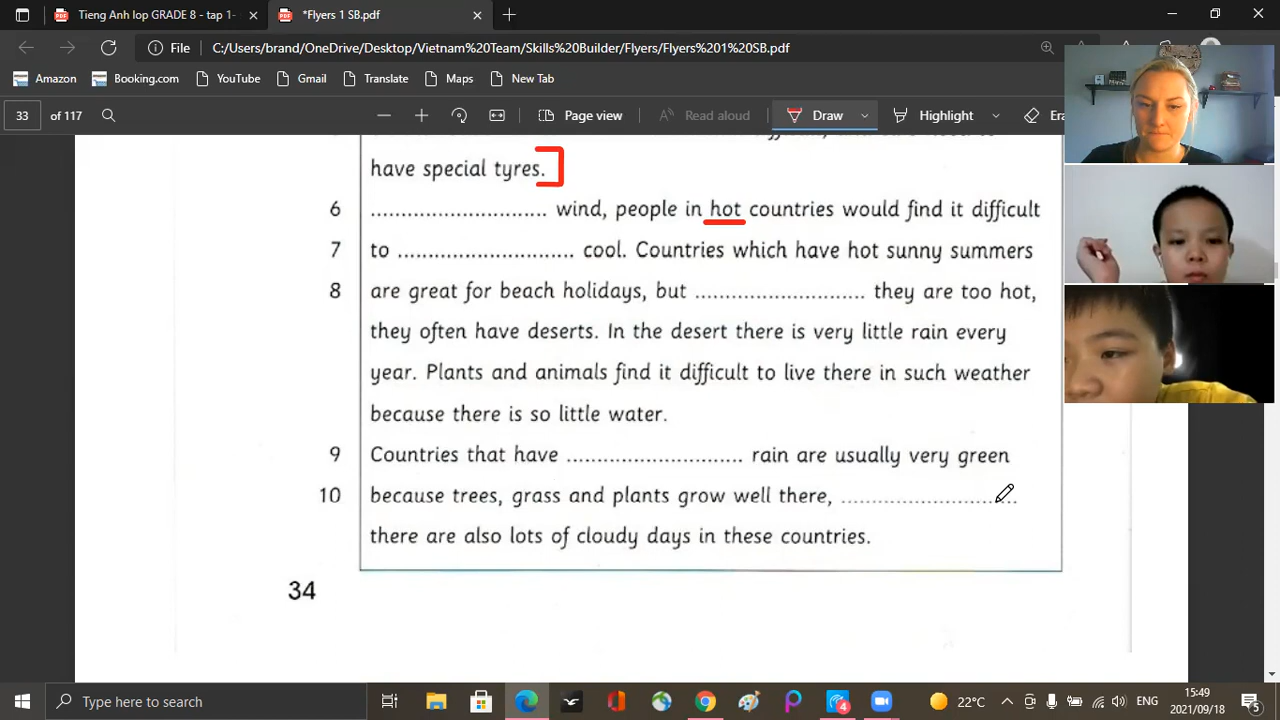 Tieng Anh lop GRADE 8 - tap 1-
*Flyers 1 SB.pdf
File
C:/Users/brand/OneDrive/Desktop/Vietnam%20Team/Skills%20Builder/Flyers/Flyers%201%20SB.pdf
Amazon
Booking.com
YouTube
Gmail
Translate
Maps
New Tab
33
of 117
Page view
Read aloud
Draw
Highlight
have special tyres.
6 ............................ wind, people in hot countries would find it difficult
7 to ............................ cool. Countries which have hot sunny summers
8 are great for beach holidays, but ............................ they are too hot,
they often have deserts. In the desert there is very little rain every
year. Plants and animals find it difficult to live there in such weather
because there is so little water.
9 Countries that have ............................ rain are usually very green
10 because trees, grass and plants grow well there, ............................
there are also lots of cloudy days in these countries.
34
Type here to search
4
22°C
ENG
15:49
2021/09/18
5